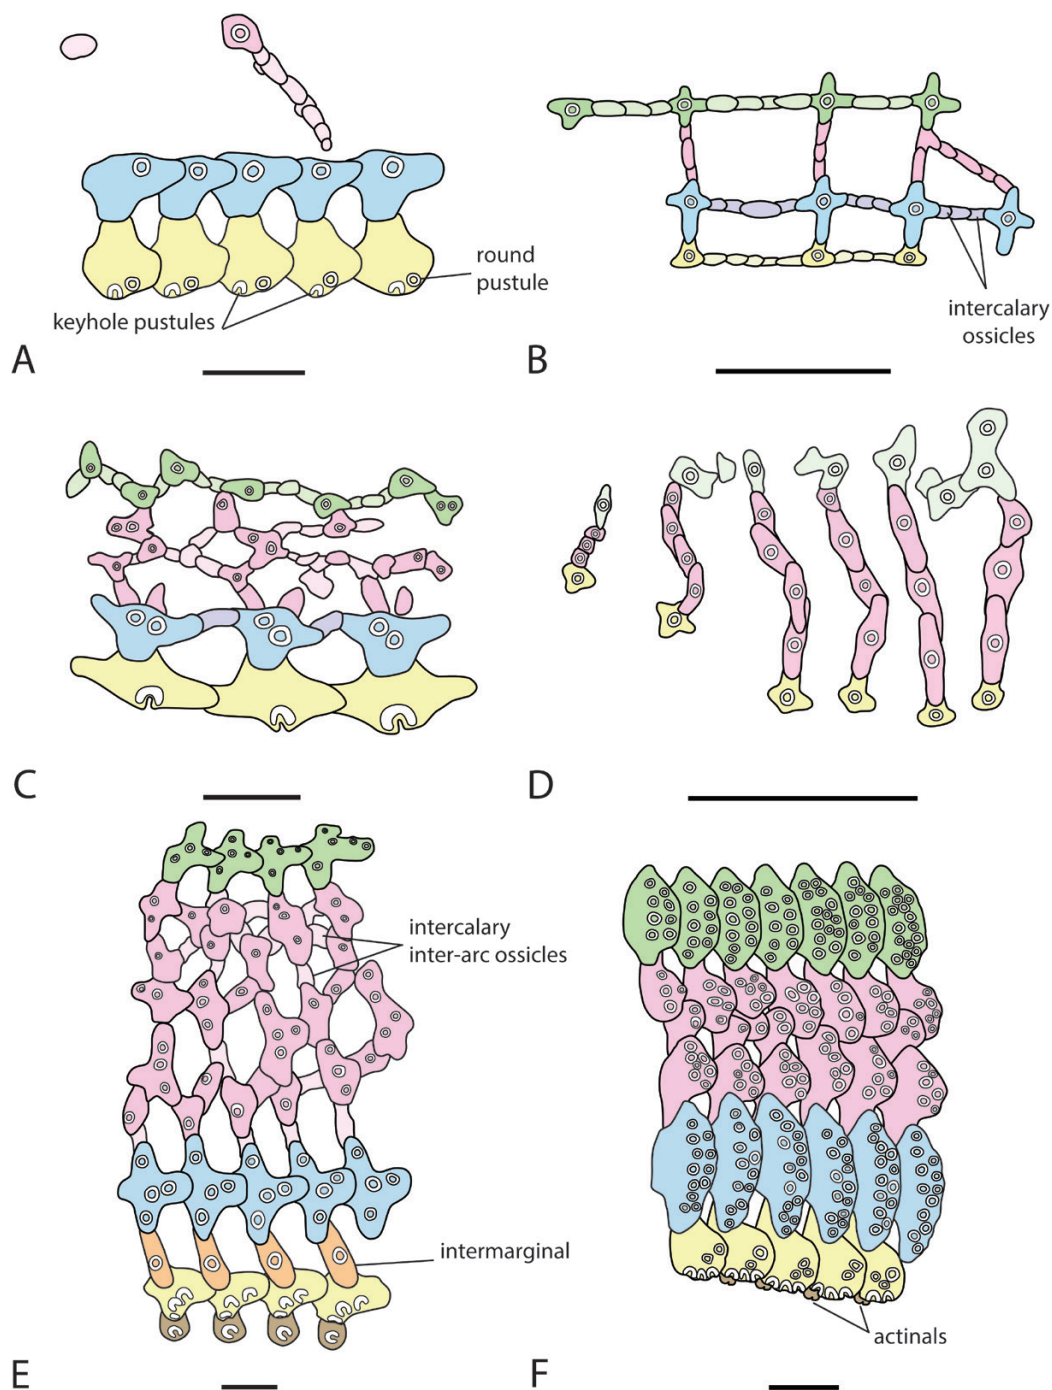 round
pustule
keyhole pustules
A
intercalary
ossicles
B
C
D
intercalary
inter-arc ossicles
intermarginal
E
actinals
F